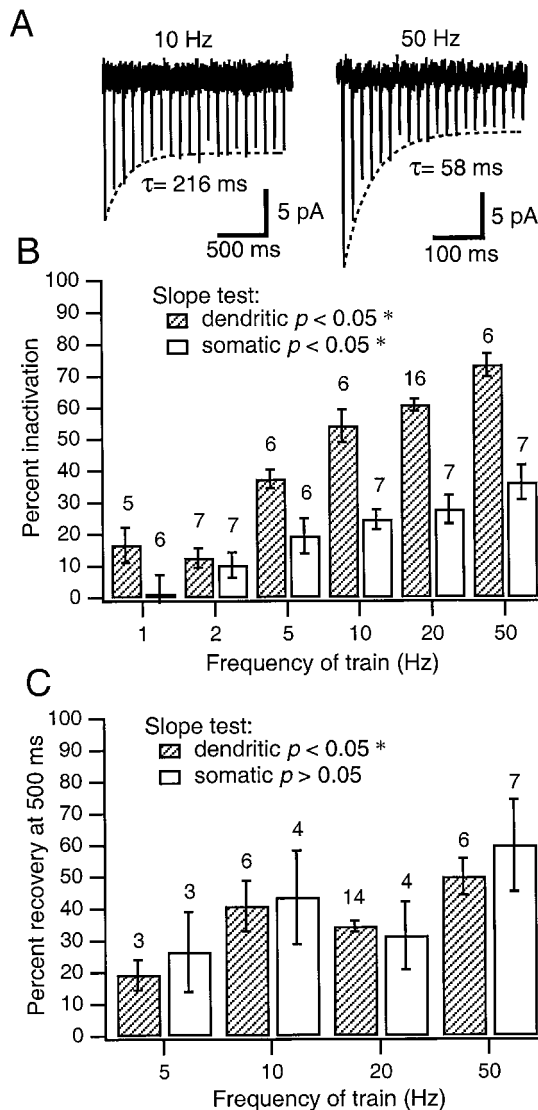 A
10 Hz
50 Hz
τ= 216 ms
5 pA
500 ms
τ= 58 ms
5 pA
100 ms
B
Percent inactivation
100
90
80
70
60
50
40
30
20
10
0
Slope test:
dendritic p < 0.05 *
somatic p < 0.05 *
5
6
7
7
6
6
6
7
16
7
6
7
1
2
5
10
20
50
Frequency of train (Hz)
C
Percent recovery at 500 ms
100
90
80
70
60
50
40
30
20
10
0
Slope test:
dendritic p < 0.05 *
somatic p > 0.05
3
3
6
4
14
4
6
7
5
10
20
50
Frequency of train (Hz)